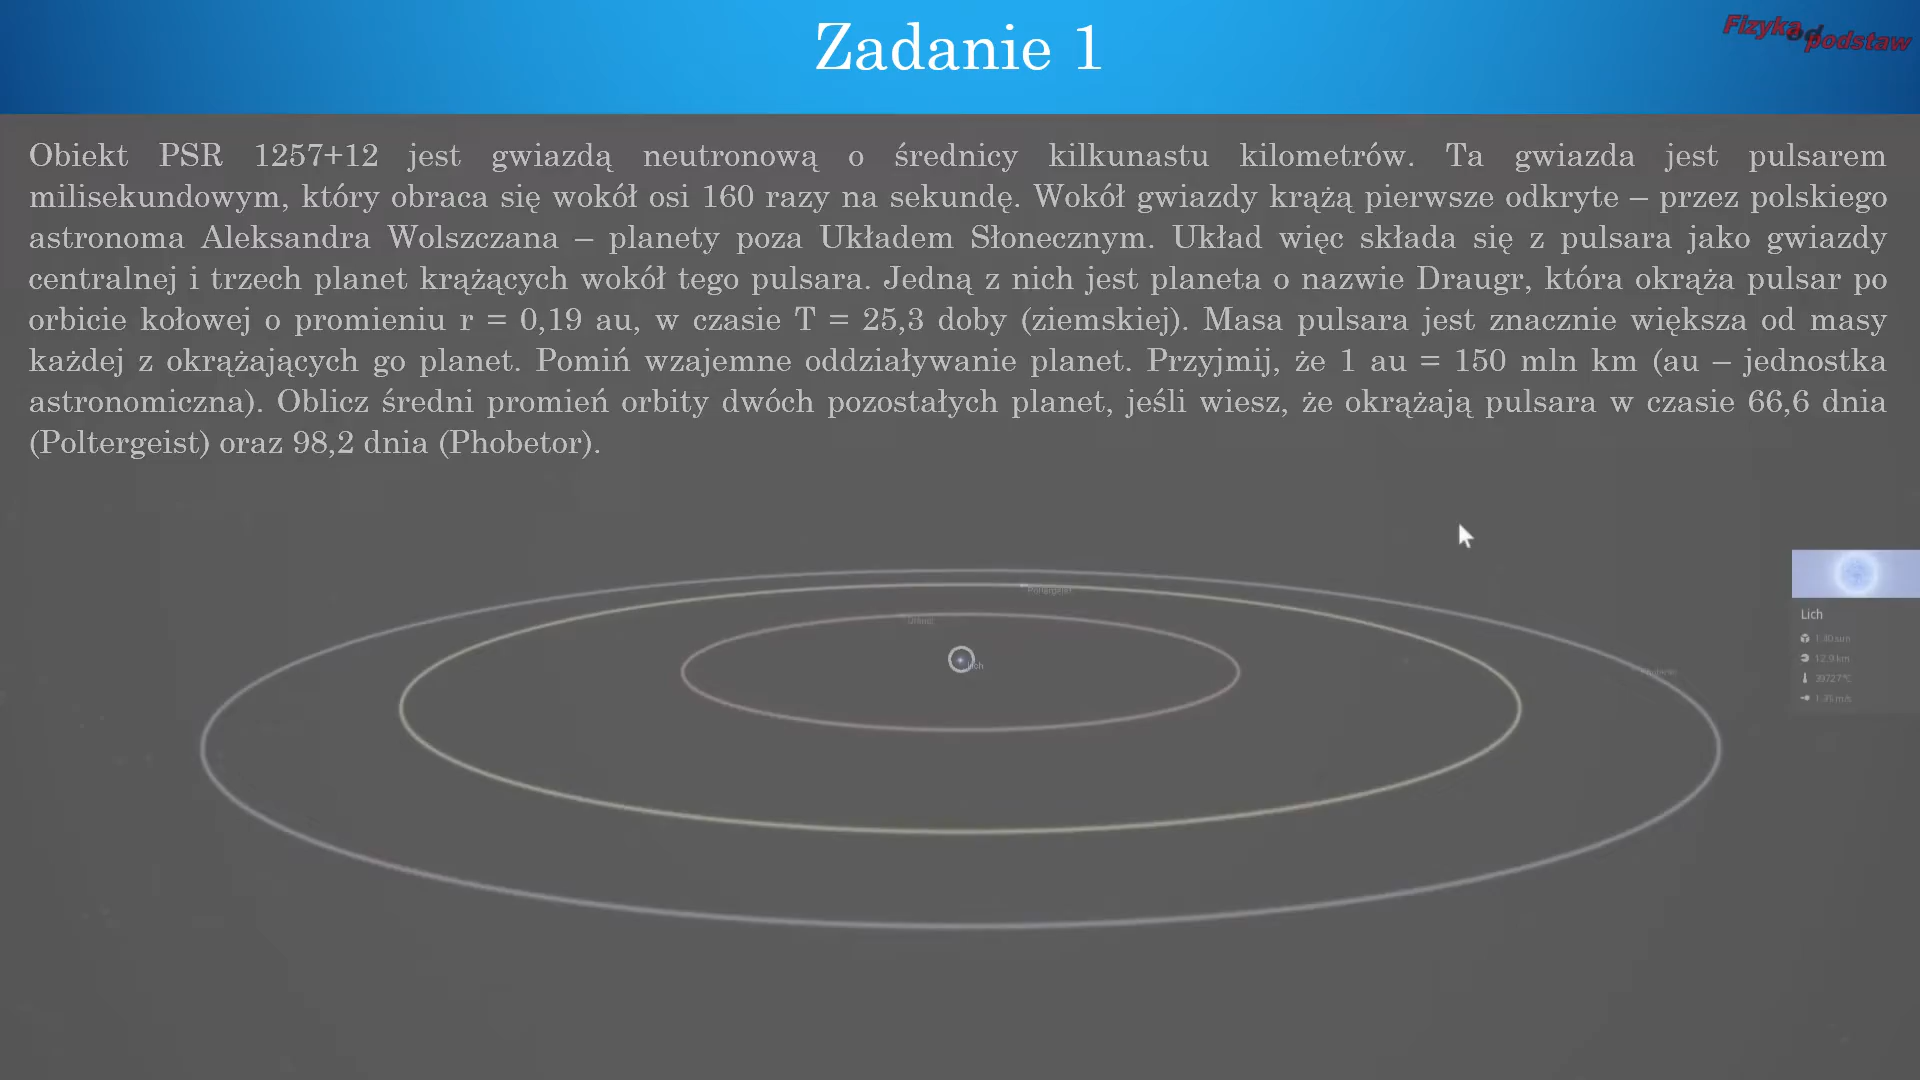 Zadanie 1
Fizyka od podstaw
Obiekt PSR 1257+12 jest gwiazdą neutronową o średnicy kilkunastu kilometrów. Ta gwiazda jest pulsarem
milisekundowym, który obraca się wokół osi 160 razy na sekundę. Wokół gwiazdy krążą pierwsze odkryte – przez polskiego
astronoma Aleksandra Wolszczana – planety poza Układem Słonecznym. Układ więc składa się z pulsara jako gwiazdy
centralnej i trzech planet krążących wokół tego pulsara. Jedną z nich jest planeta o nazwie Draugr, która okrąża pulsar po
orbicie kołowej o promieniu r = 0,19 au, w czasie T = 25,3 doby (ziemskiej). Masa pulsara jest znacznie większa od masy
każdej z okrążających go planet. Pomiń wzajemne oddziaływanie planet. Przyjmij, że 1 au = 150 mln km (au – jednostka
astronomiczna). Oblicz średni promień orbity dwóch pozostałych planet, jeśli wiesz, że okrążają pulsara w czasie 66,6 dnia
(Poltergeist) oraz 98,2 dnia (Phobetor).
Poltergeist
Lich
Lich
12.9 km